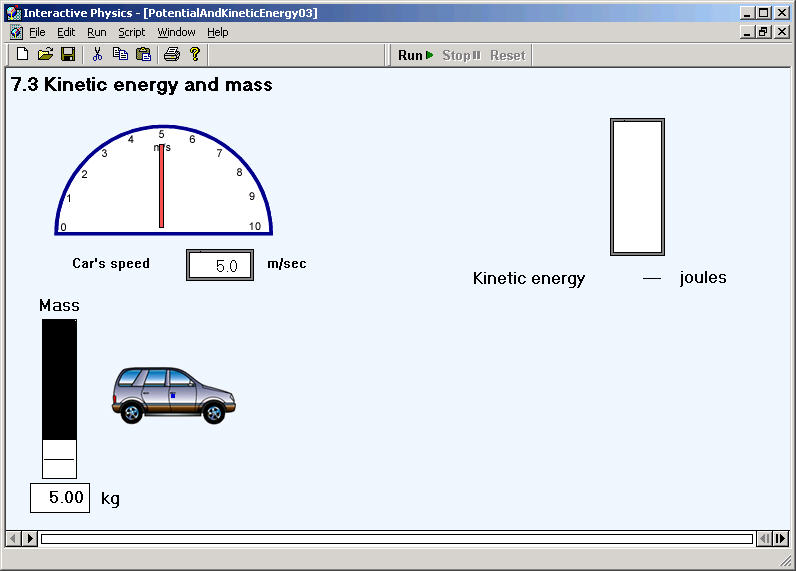 Interactive Physics - [PotentialAndKineticEnergy03]
File Edit Run Script Window Help
Run Stop Reset
7.3 Kinetic energy and mass
0 1 2 3 4 5 6 7 8 9 10
m/s
Car's speed 5.0 m/sec
Kinetic energy — joules
Mass
5.00 kg